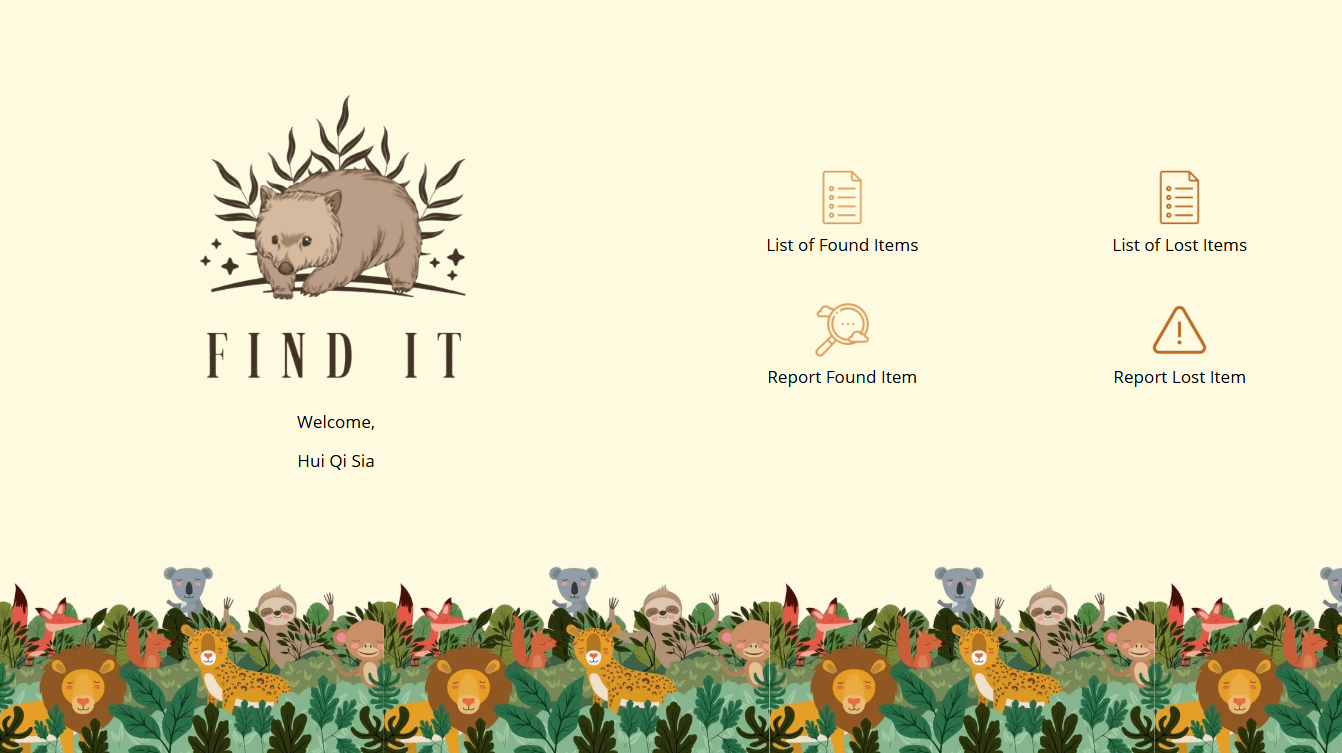 FIND IT
Welcome,
Hui Qi Sia
List of Found Items
List of Lost Items
Report Found Item
Report Lost Item